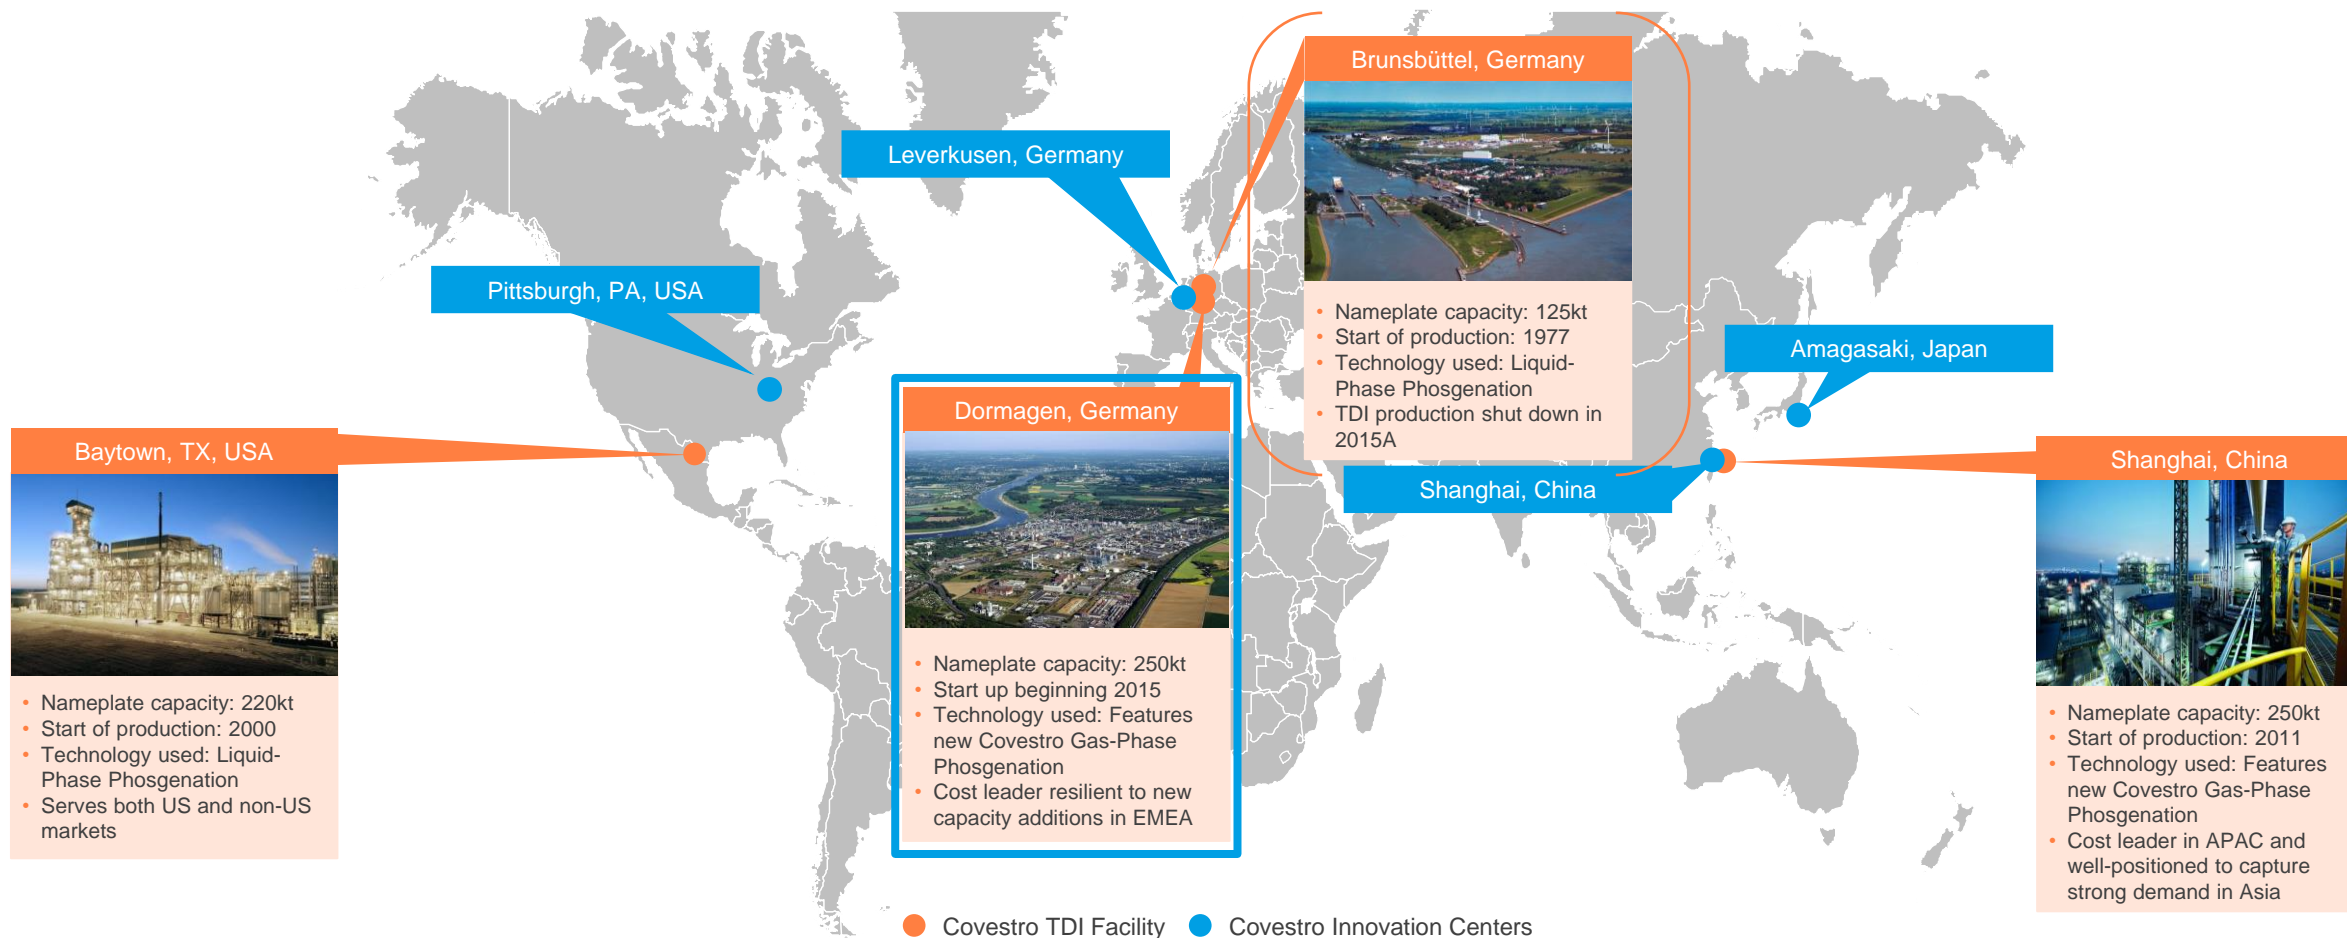 Brunsbüttel, Germany
• Nameplate capacity: 125kt
• Start of production: 1977
• Technology used: Liquid-
Phase Phosgenation
• TDI production shut down in
2015A
Leverkusen, Germany
Pittsburgh, PA, USA
Amagasaki, Japan
Shanghai, China
Baytown, TX, USA
• Nameplate capacity: 220kt
• Start of production: 2000
• Technology used: Liquid-
Phase Phosgenation
• Serves both US and non-US
markets
Dormagen, Germany
• Nameplate capacity: 250kt
• Start up beginning 2015
• Technology used: Features
new Covestro Gas-Phase
Phosgenation
• Cost leader resilient to new
capacity additions in EMEA
Shanghai, China
• Nameplate capacity: 250kt
• Start of production: 2011
• Technology used: Features
new Covestro Gas-Phase
Phosgenation
• Cost leader in APAC and
well-positioned to capture
strong demand in Asia
Covestro TDI Facility
Covestro Innovation Centers